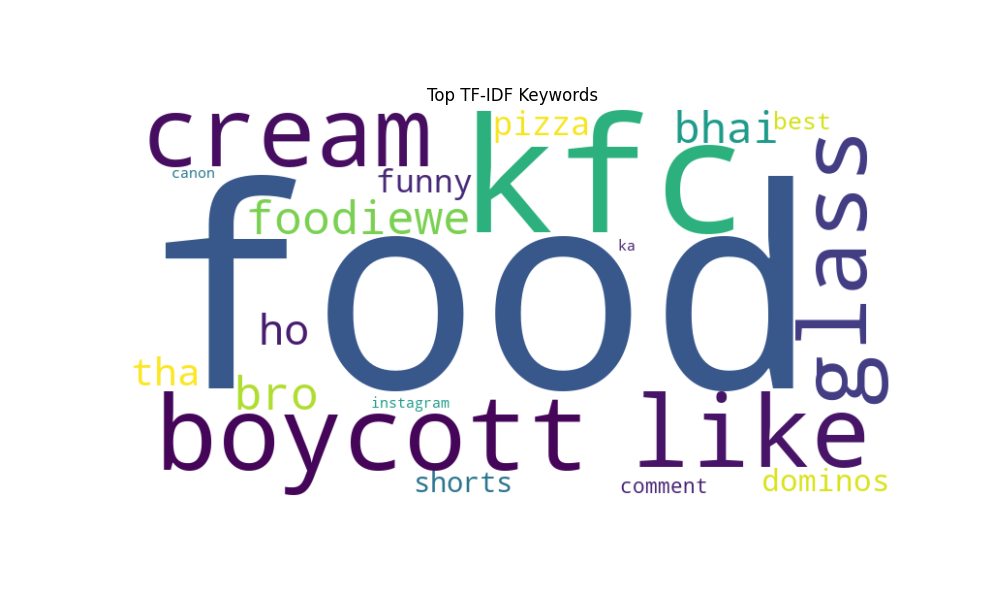 Top TF-IDF Keywords
cream
kfc
pizza
bhai
best
canon
funny
glass
foodiewe
food
ka
ho
tha
bro
instagram
boycott
like
shorts
comment
dominos